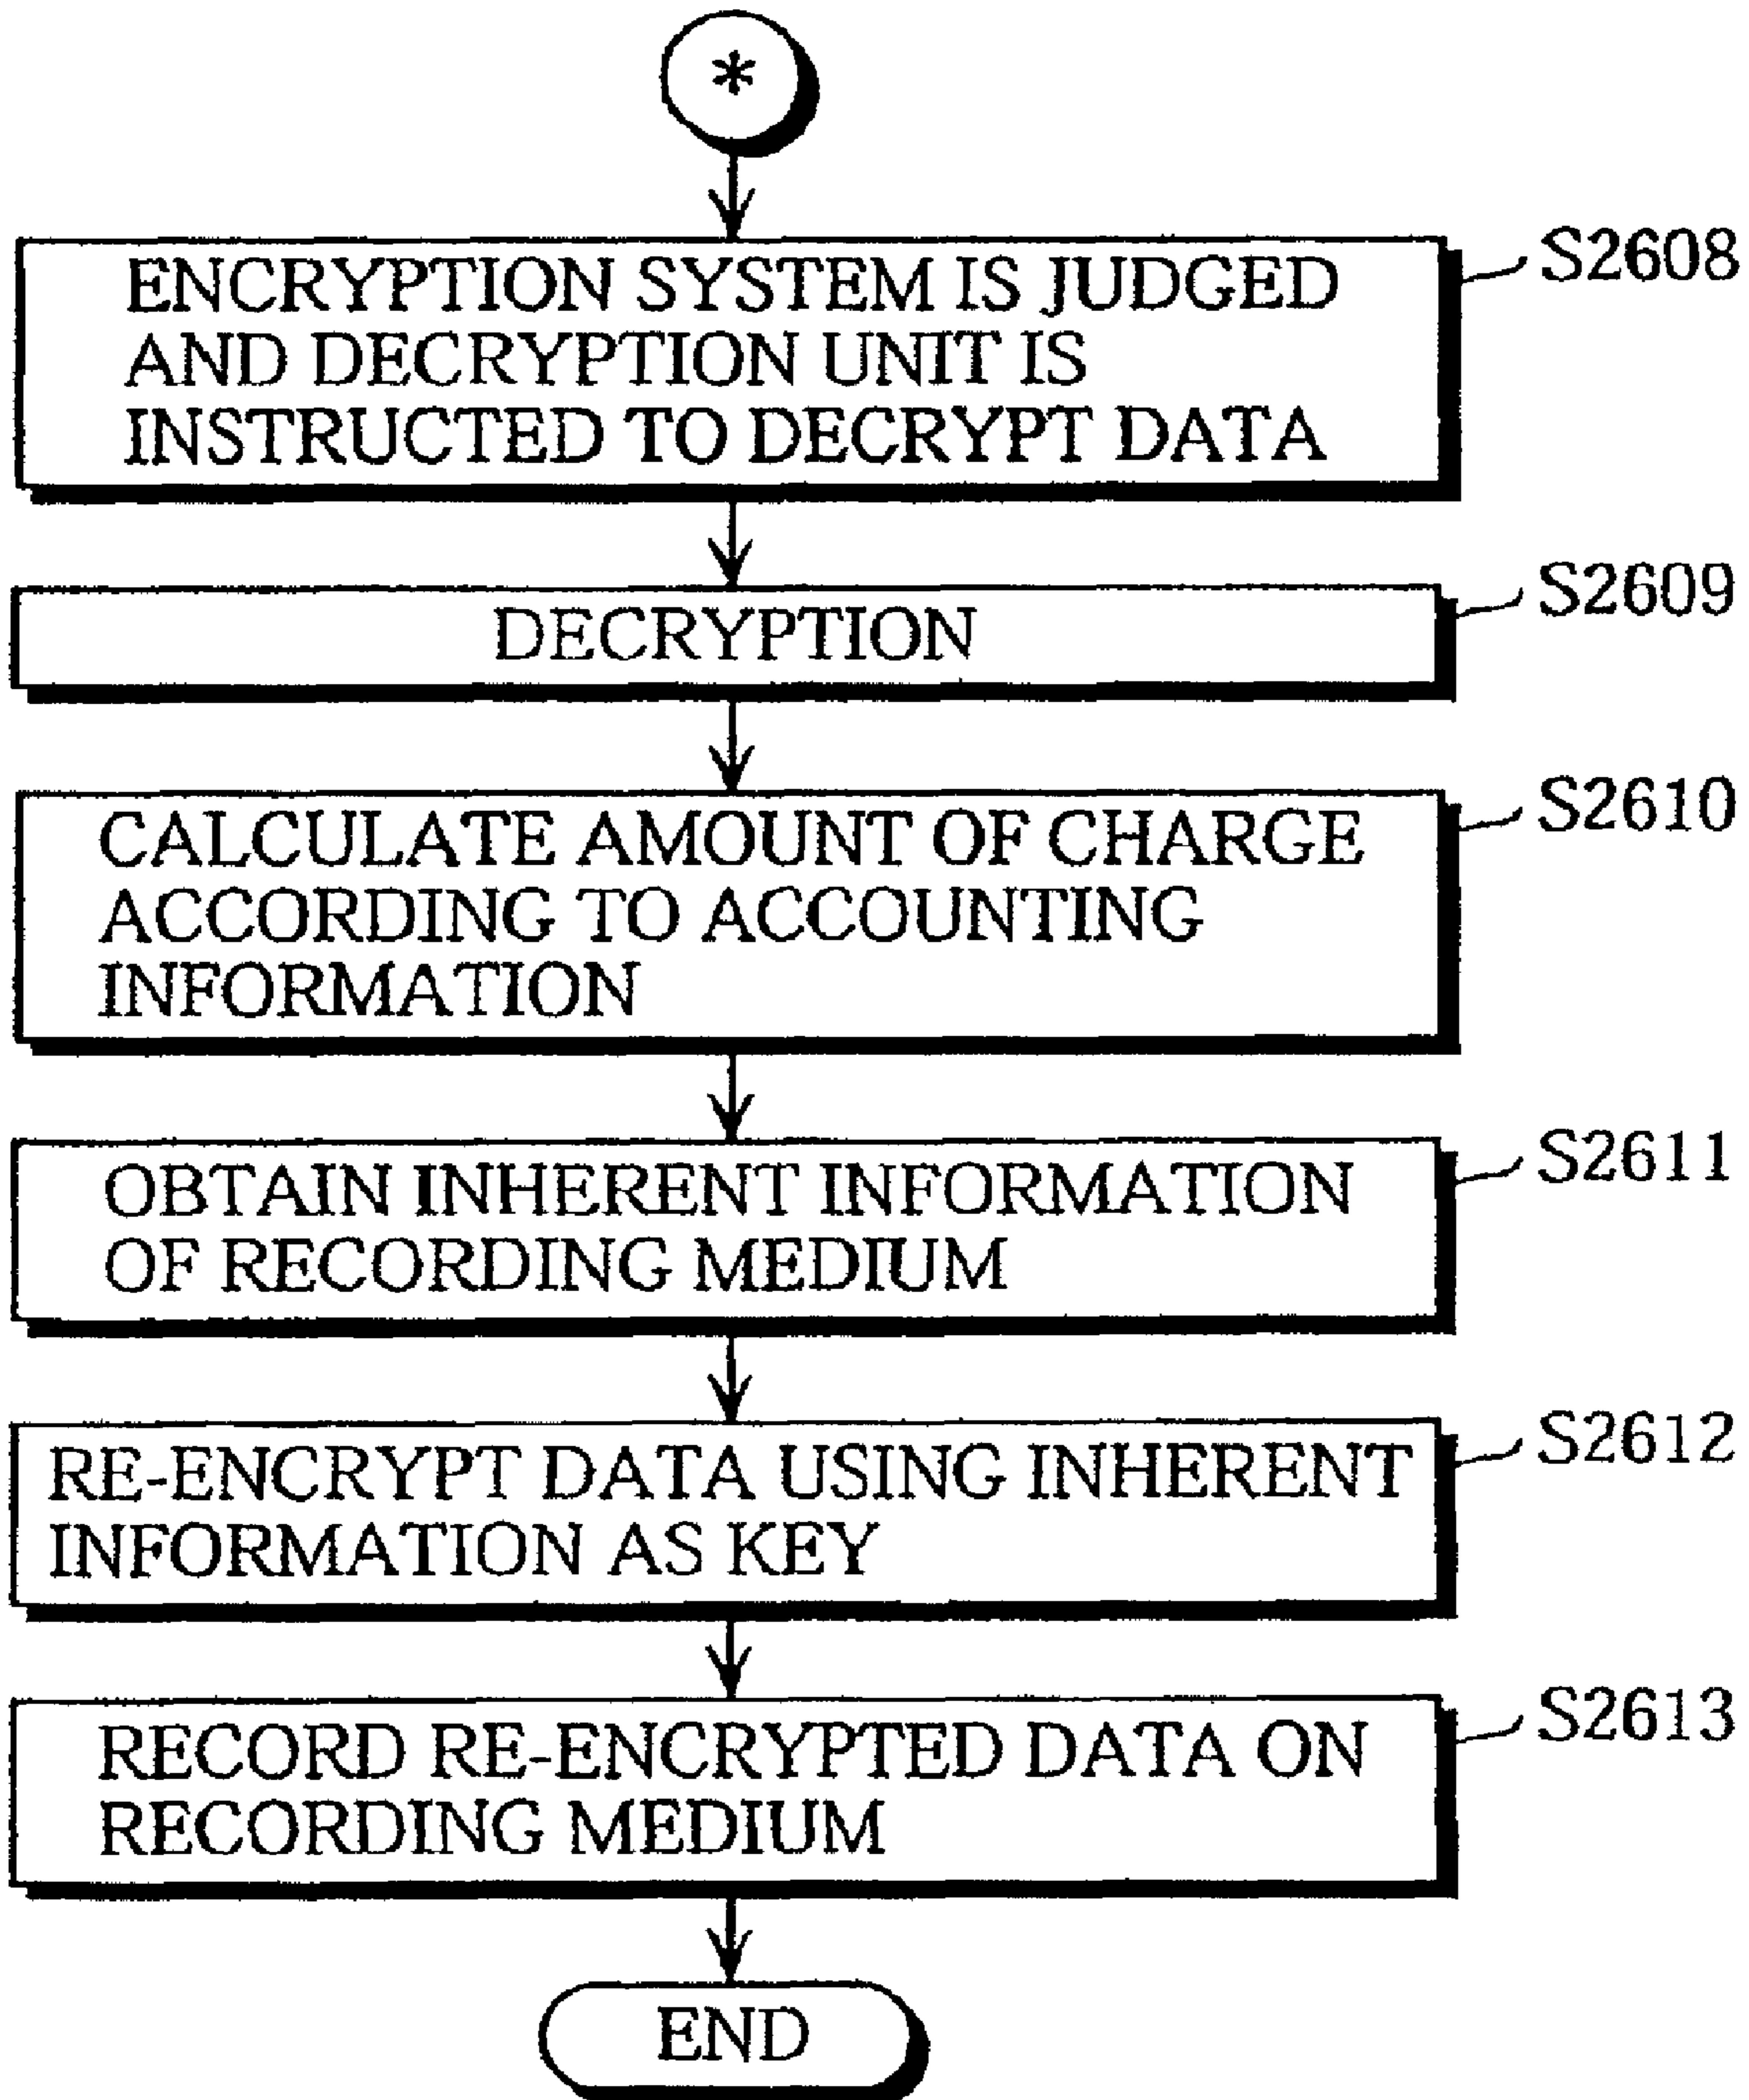 *
ENCRYPTION SYSTEM IS JUDGED
AND DECRYPTION UNIT IS
INSTRUCTED TO DECRYPT DATA
S2608
DECRYPTION
S2609
CALCULATE AMOUNT OF CHARGE
ACCORDING TO ACCOUNTING
INFORMATION
S2610
OBTAIN INHERENT INFORMATION
OF RECORDING MEDIUM
S2611
RE-ENCRYPT DATA USING INHERENT
INFORMATION AS KEY
S2612
RECORD RE-ENCRYPTED DATA ON
RECORDING MEDIUM
S2613
END